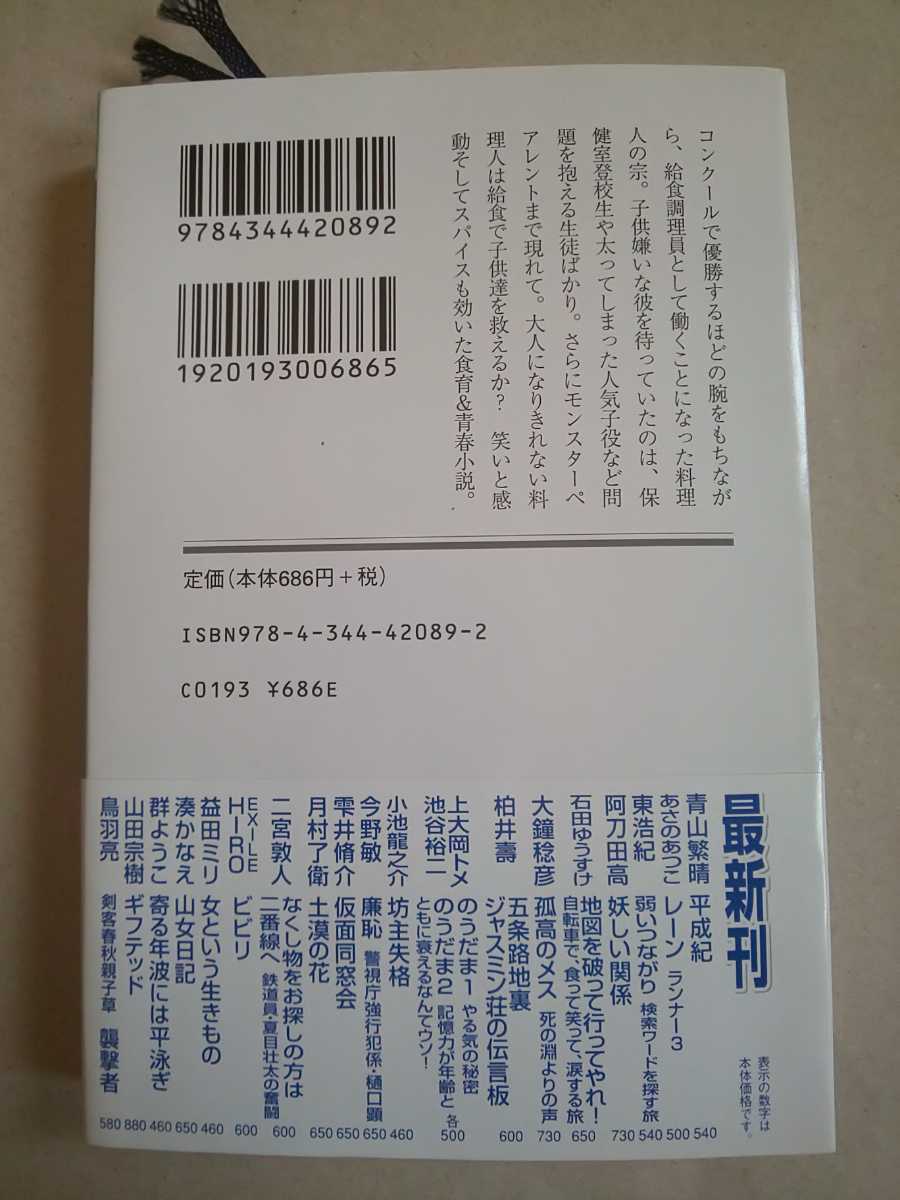 コンクールで優勝するほどの腕をもちなが
ら、給食調理員として働くことになった料理
人の宗。子供嫌いな彼を待っていたのは、保
健室登校生や太ってしまった人気子役など問
題を抱える生徒ばかり。さらにモンスターペ
アレントまで現れて。大人になりきれない料
理人は給食で子供達を救えるか? 笑いと感
動そしてスパイスも効いた食育&青春小説。
9784344420892
1920193006865
定価(本体686円+税)
ISBN978-4-344-42089-2
C0193 ¥686E
最新刊
表示の数字は
本体価格です。
青山繁晴 平成紀 540
あさのあつこ レーン ランナー3 500
東浩紀 弱いつながり 検索ワードを探す旅 540
阿刀田高 妖しい関係 730
石田ゆうすけ 地図を破って行ってやれ!
自転車で、食って笑って、涙する旅 650
大鐘稔彦 孤高のメス 死の淵よりの声 730
柏井壽 五条路地裏
ジャスミン荘の伝言板 600
上大岡トメ のうだま1 やる気の秘密
池谷裕二 のうだま2 記憶力が年齢と
ともに衰えるなんてウソ! 各500
小池龍之介 坊主失格 460
今野敏 廉恥 警視庁強行犯係・樋口顕 650
雫井脩介 仮面同窓会 650
月村了衛 土漠の花 650
二宮敦人 なくし物をお探しの方は
二番線へ 鉄道員・夏目壮太の奮闘 600
EXILE
HIRO ビビリ 600
益田ミリ 女という生きもの 460
湊かなえ 山女日記 650
群ようこ 寄る年波には平泳ぎ 460
山田宗樹 ギフテッド 880
鳥羽亮 剣客春秋親子草 襲撃者 580